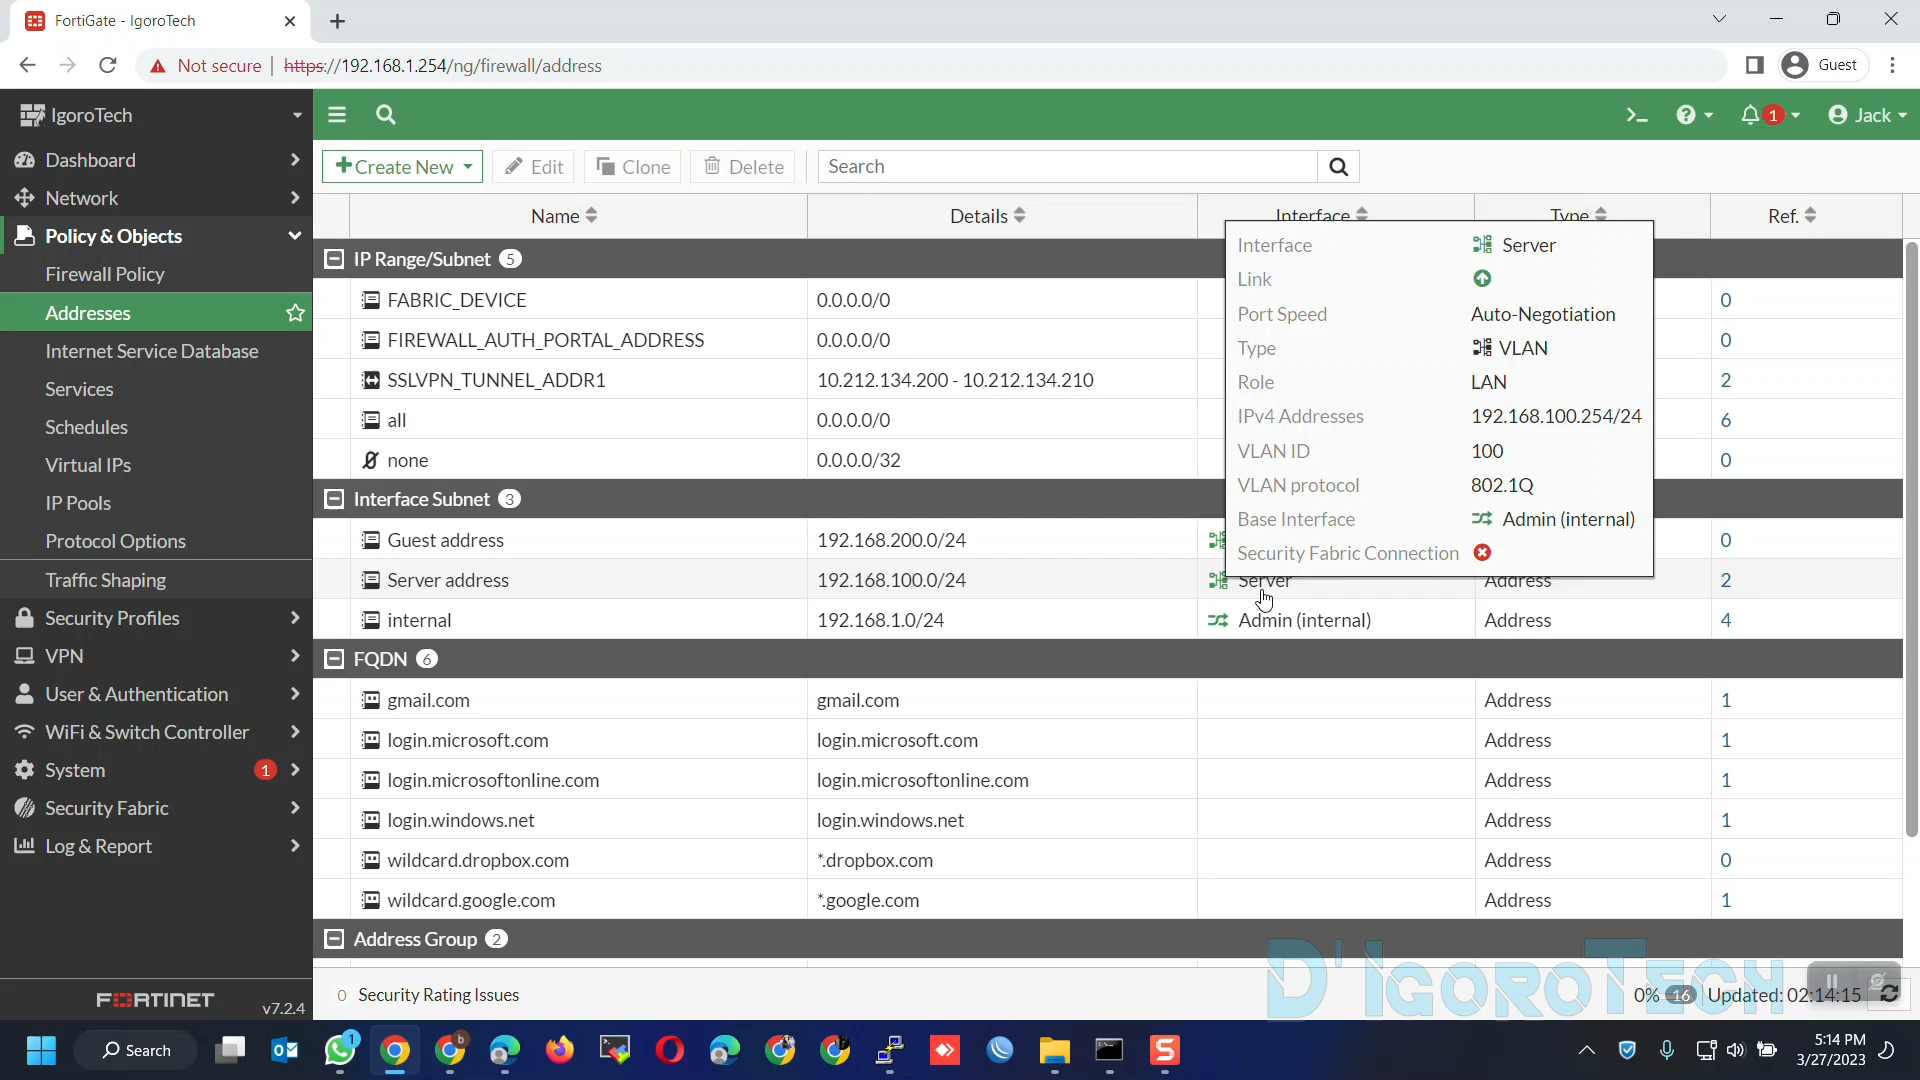 FortiGate - IgoroTech
Not secure | https://192.168.1.254/ng/firewall/address
Guest
IgoroTech
Jack
1
Dashboard
Network
Policy & Objects
Firewall Policy
Addresses
Internet Service Database
Services
Schedules
Virtual IPs
IP Pools
Protocol Options
Traffic Shaping
Security Profiles
VPN
User & Authentication
WiFi & Switch Controller
System 1
Security Fabric
Log & Report
FORTINET v7.2.4
Create New Edit Clone Delete Search
Name Details Interface Type Ref.
IP Range/Subnet 5
FABRIC_DEVICE 0.0.0.0/0 0
FIREWALL_AUTH_PORTAL_ADDRESS 0.0.0.0/0 0
SSLVPN_TUNNEL_ADDR1 10.212.134.200 - 10.212.134.210 2
all 0.0.0.0/0 6
none 0.0.0.0/32 0
Interface Subnet 3
Guest address 192.168.200.0/24 0
Server address 192.168.100.0/24 Server Address 2
internal 192.168.1.0/24 Admin (internal) Address 4
FQDN 6
gmail.com gmail.com Address 1
login.microsoft.com login.microsoft.com Address 1
login.microsoftonline.com login.microsoftonline.com Address 1
login.windows.net login.windows.net Address 1
wildcard.dropbox.com *.dropbox.com Address 0
wildcard.google.com *.google.com Address 1
Address Group 2
Interface Server
Link
Port Speed Auto-Negotiation
Type VLAN
Role LAN
IPv4 Addresses 192.168.100.254/24
VLAN ID 100
VLAN protocol 802.1Q
Base Interface Admin (internal)
Security Fabric Connection
D' IGOROTECH
0 Security Rating Issues
0% 16 Updated: 02:14:15
Search
1
5:14 PM
3/27/2023